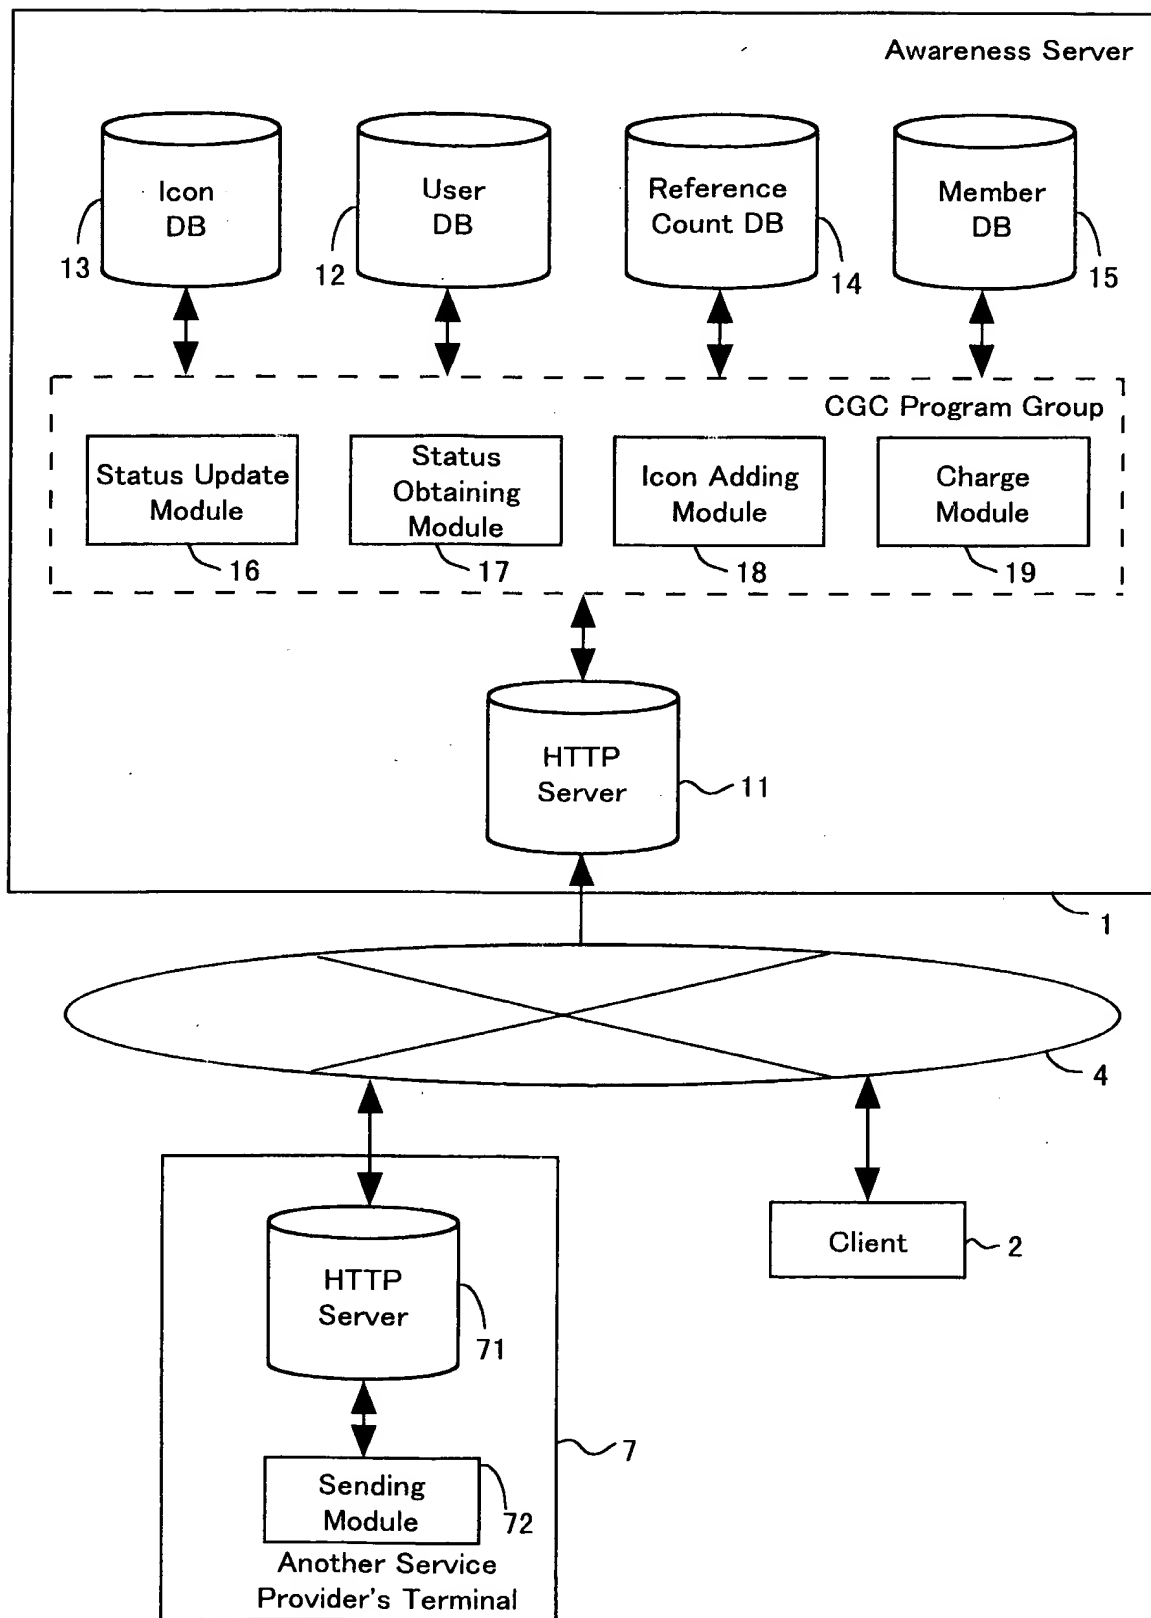 Awareness Server
Icon
DB
User
DB
Reference
Count DB
Member
DB
13
12
14
15
CGC Program Group
Status Update
Module
Status
Obtaining
Module
Icon Adding
Module
Charge
Module
16
17
18
19
HTTP
Server
11
1
4
HTTP
Server
71
Client
2
7
Sending
Module
72
Another Service
Provider's Terminal